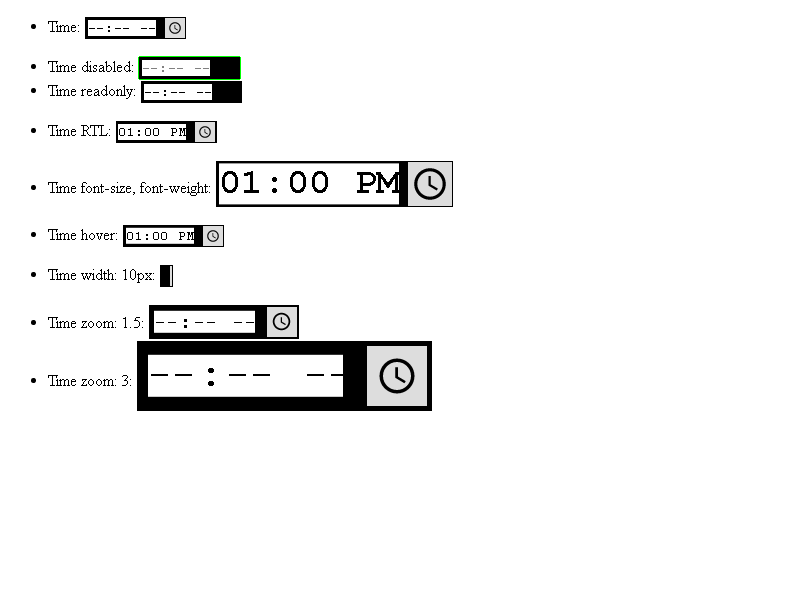 Time: --:-- --
Time disabled: --:-- --
Time readonly: --:-- --
Time RTL: 01:00 PM
Time font-size, font-weight: 01:00 PM
Time hover: 01:00 PM
Time width: 10px:
Time zoom: 1.5: --:-- --
Time zoom: 3: --:-- --